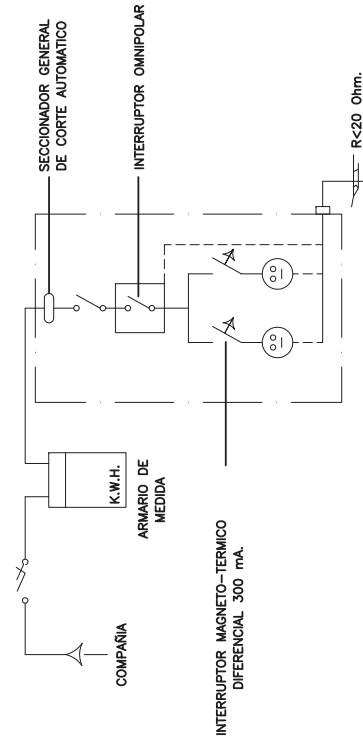 COMPAÑIA
K.W.H.
ARMARIO DE
MEDIDA
SECCIONADOR GENERAL
DE CORTE AUTOMATICO
INTERRUPTOR OMNIPOLAR
INTERRUPTOR MAGNETO-TERMICO
DIFERENCIAL 300 mA.
R<20 Ohm.